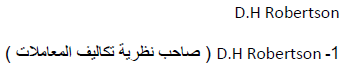 D.H Robertson
1- D.H Robertson ( صاحب نظرية تكاليف المعاملات )